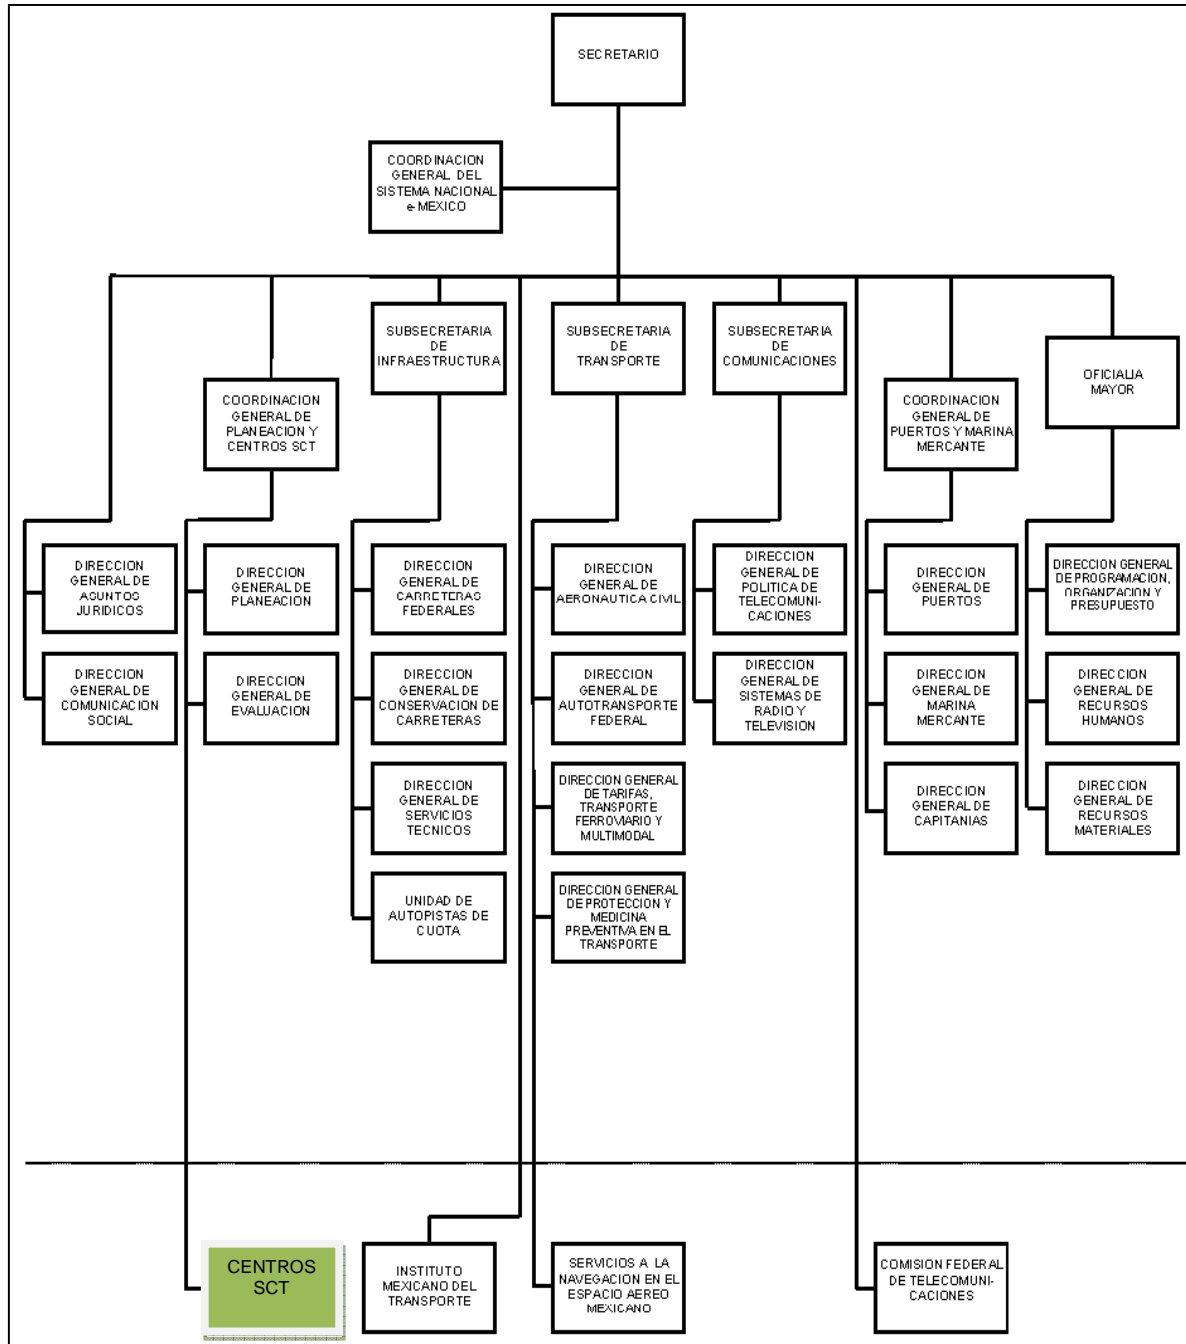 SECRETARIO
COORDINACION
GENERAL DEL
SISTEMA NACIONAL
e-MEXICO
SUBSECRETARIA
DE
INFRAESTRUCTURA
SUBSECRETARIA
DE
TRANSPORTE
SUBSECRETARIA
DE
COMUNICACIONES
OFICIALIA
MAYOR
COORDINACION
GENERAL DE
PLANEACION Y
CENTROS SCT
COORDINACION
GENERAL DE
PUERTOS Y MARINA
MERCANTE
DIRECCION
GENERAL DE
ASUNTOS
JURIDICOS
DIRECCION
GENERAL DE
PLANEACION
DIRECCION
GENERAL DE
CARRETERAS
FEDERALES
DIRECCION
GENERAL DE
AERONAUTICA CIVIL
DIRECCION
GENERAL DE
POLITICA DE
TELECOMUNI-
CACIONES
DIRECCION
GENERAL DE
PUERTOS
DIRECCION GENERAL
DE PROGRAMACION,
ORGANIZACION Y
PRESUPUESTO
DIRECCION
GENERAL DE
COMUNICACION
SOCIAL
DIRECCION
GENERAL DE
EVALUACION
DIRECCION
GENERAL DE
CONSERVACION DE
CARRETERAS
DIRECCION
GENERAL DE
AUTOTRANSPORTE
FEDERAL
DIRECCION
GENERAL DE
SISTEMAS DE
RADIO Y
TELEVISION
DIRECCION
GENERAL DE
MARINA
MERCANTE
DIRECCION
GENERAL DE
RECURSOS
HUMANOS
DIRECCION
GENERAL DE
SERVICIOS
TECNICOS
DIRECCION GENERAL
DE TARIFAS,
TRANSPORTE
FERROVIARIO Y
MULTIMODAL
DIRECCION
GENERAL DE
CAPITANIAS
DIRECCION
GENERAL DE
RECURSOS
MATERIALES
UNIDAD DE
AUTOPISTAS DE
CUOTA
DIRECCION GENERAL
DE PROTECCION Y
MEDICINA
PREVENTIVA EN EL
TRANSPORTE
CENTROS
SCT
INSTITUTO
MEXICANO DEL
TRANSPORTE
SERVICIOS A LA
NAVEGACION EN EL
ESPACIO AEREO
MEXICANO
COMISION FEDERAL
DE TELECOMUNI-
CACIONES